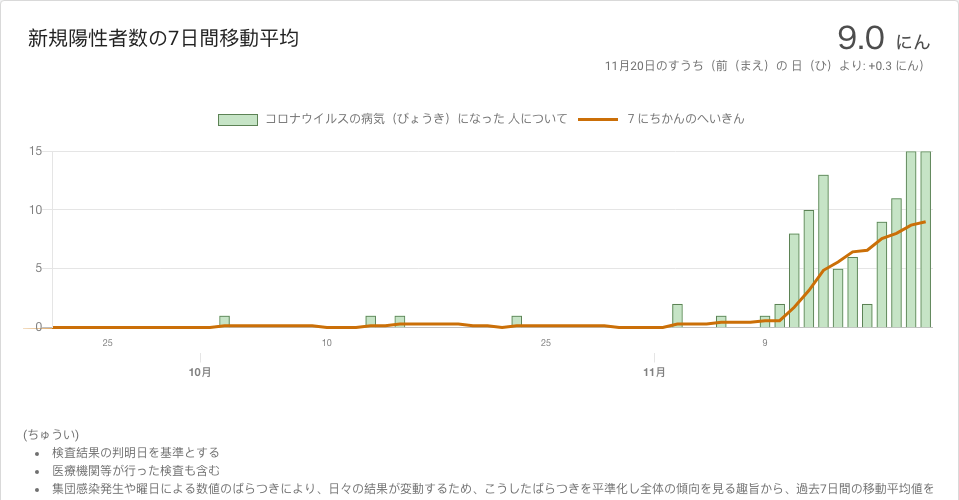 新規陽性者数の7日間移動平均
9.0 にん
11月20日のすうち（前（まえ）の 日（ひ）より: +0.3 にん）
コロナウイルスの病気（びょうき）になった 人について
7 にちかんのへいきん
15
10
5
0
25
10
25
9
10月
11月
(ちゅうい)
• 検査結果の判明日を基準とする
• 医療機関等が行った検査も含む
• 集団感染発生や曜日による数値のばらつきにより、日々の結果が変動するため、こうしたばらつきを平準化し全体の傾向を見る趣旨から、過去7日間の移動平均値を